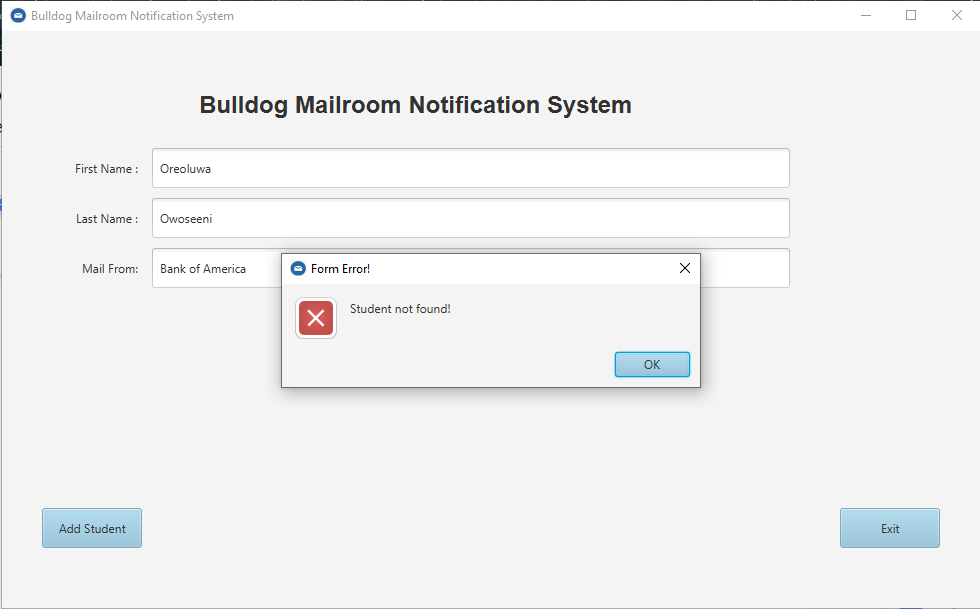 Bulldog Mailroom Notification System
Bulldog Mailroom Notification System
First Name : Oreoluwa
Last Name : Owoseeni
Mail From: Bank of America
Form Error!
Student not found!
OK
Add Student Exit